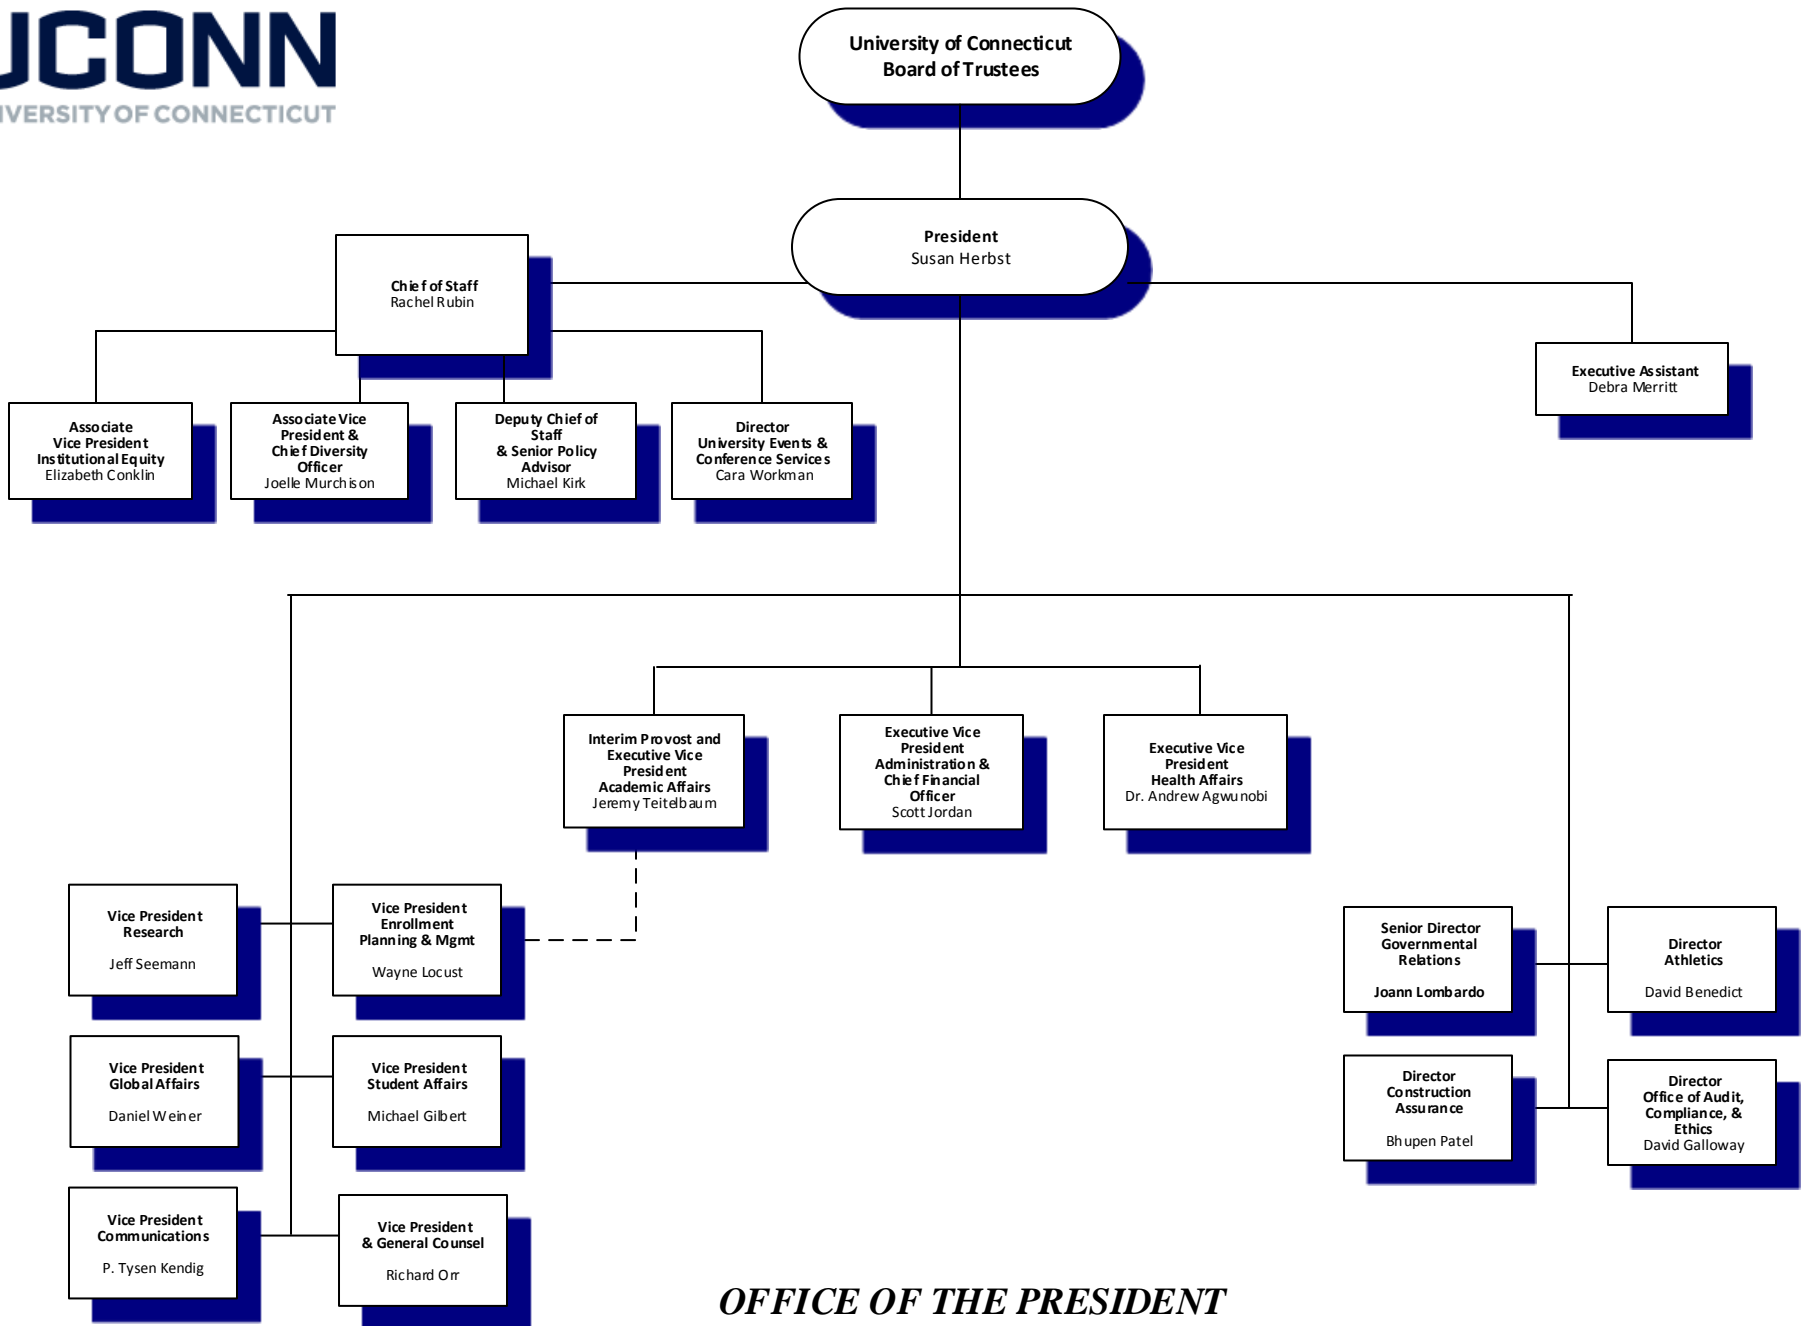 UCONN
UNIVERSITY OF CONNECTICUT
University of Connecticut
Board of Trustees
President
Susan Herbst
Chief of Staff
Rachel Rubin
Executive Assistant
Debra Merritt
Associate
Vice President
Institutional Equity
Elizabeth Conklin
Associate Vice
President &
Chief Diversity
Officer
Joelle Murchison
Deputy Chief of
Staff
& Senior Policy
Advisor
Michael Kirk
Director
University Events &
Conference Services
Cara Workman
Interim Provost and
Executive Vice
President
Academic Affairs
Jeremy Teitelbaum
Executive Vice
President
Administration &
Chief Financial
Officer
Scott Jordan
Executive Vice
President
Health Affairs
Dr. Andrew Agwunobi
Vice President
Research
Jeff Seemann
Vice President
Enrollment
Planning & Mgmt
Wayne Locust
Senior Director
Governmental
Relations
Joann Lombardo
Director
Athletics
David Benedict
Vice President
Global Affairs
Daniel Weiner
Vice President
Student Affairs
Michael Gilbert
Director
Construction
Assurance
Bhupen Patel
Director
Office of Audit,
Compliance, &
Ethics
David Galloway
Vice President
Communications
P. Tysen Kendig
Vice President
& General Counsel
Richard Orr
OFFICE OF THE PRESIDENT